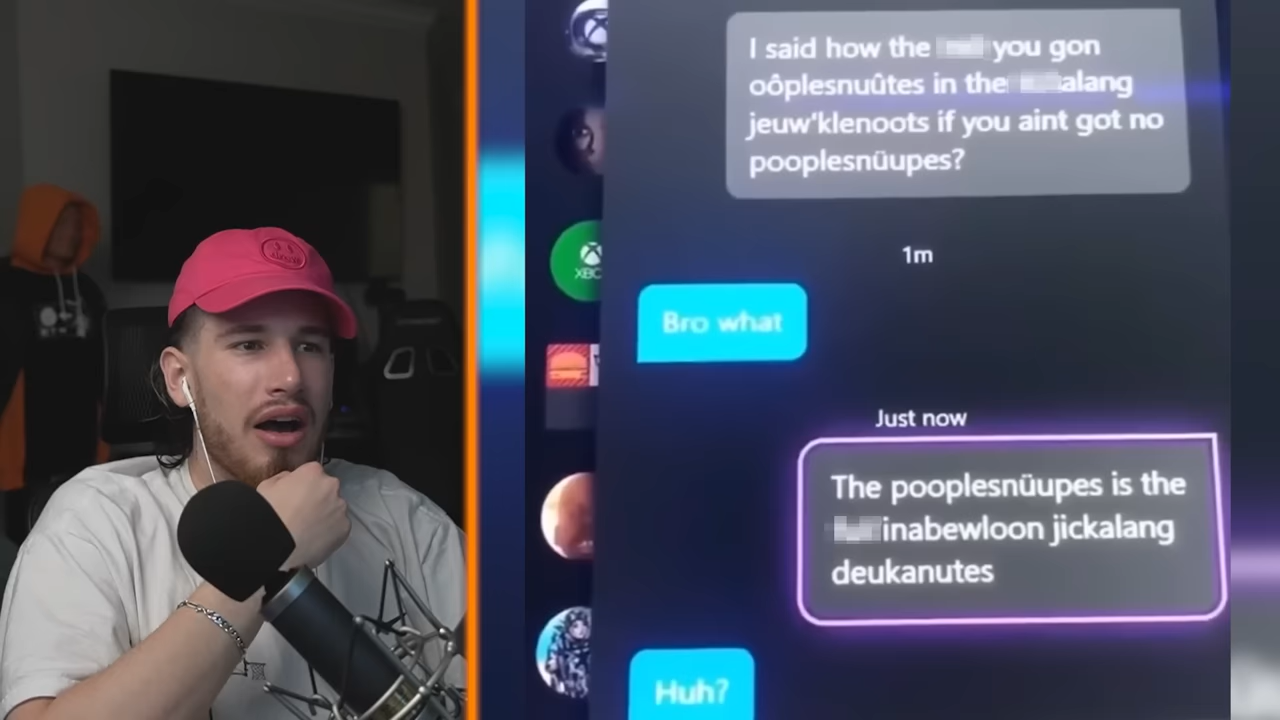 I said how the you gon
oôplesnuûtes in the alang
jeuw'klenoots if you aint got no
pooplesnüupes?
1m
Bro what
Just now
The pooplesnüupes is the
inabewloon jickalang
deukanutes
Huh?
XBO